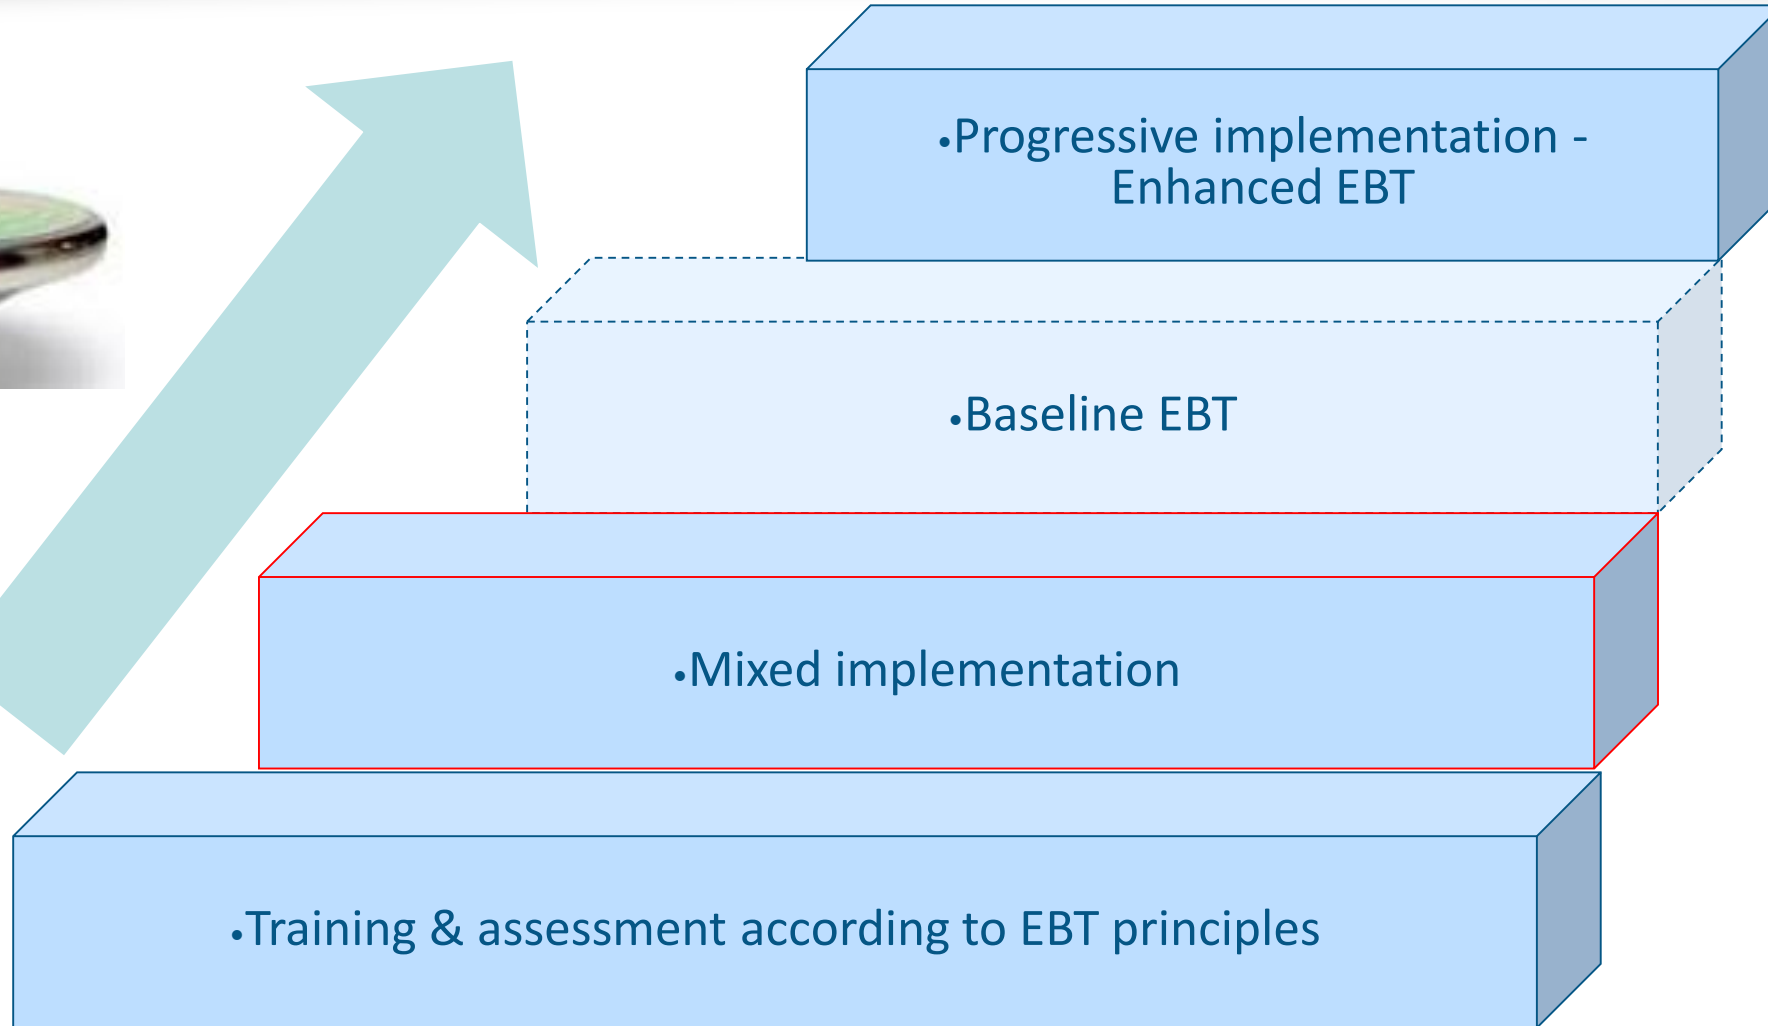 •Progressive implementation -
Enhanced EBT
•Baseline EBT
•Mixed implementation
•Training & assessment according to EBT principles